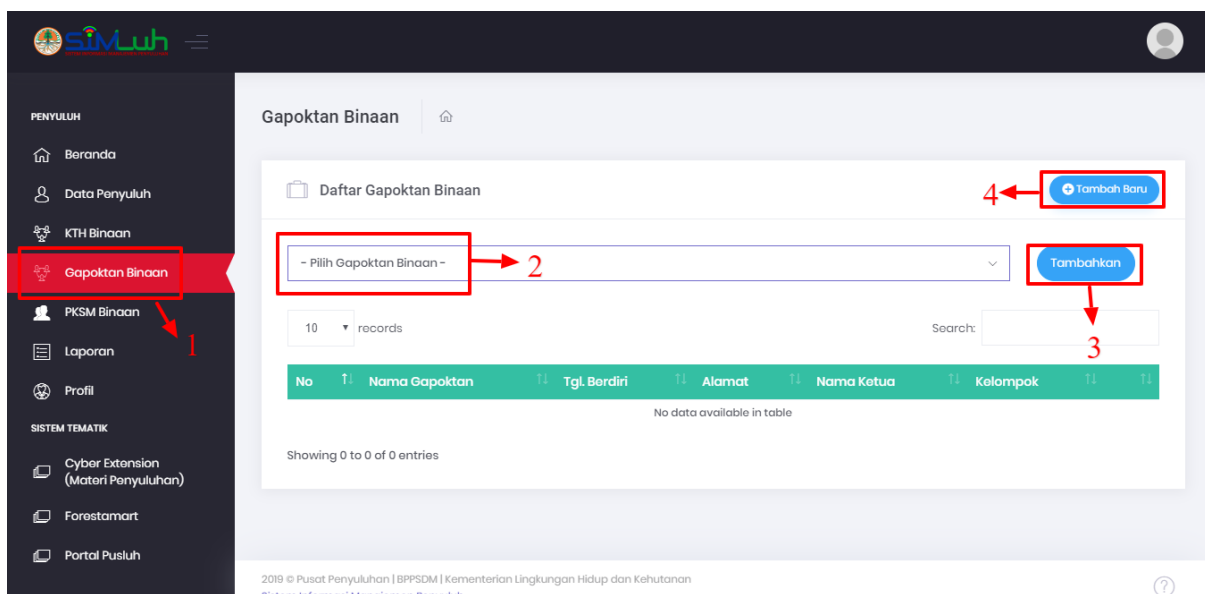 SiMLuh
PENYULUH
Beranda
Data Penyuluh
KTH Binaan
Gapoktan Binaan
1
PKSM Binaan
Laporan
Profil
SISTEM TEMATIK
Cyber Extension
(Materi Penyuluhan)
Forestamart
Portal Pusluh
Gapoktan Binaan
Daftar Gapoktan Binaan
4
Tambah Baru
- Pilih Gapoktan Binaan -
2
Tambahkan
3
10 records
Search:
No Nama Gapoktan Tgl. Berdiri Alamat Nama Ketua Kelompok
No data available in table
Showing 0 to 0 of 0 entries
2019 © Pusat Penyuluhan | BPPSDM | Kementerian Lingkungan Hidup dan Kehutanan